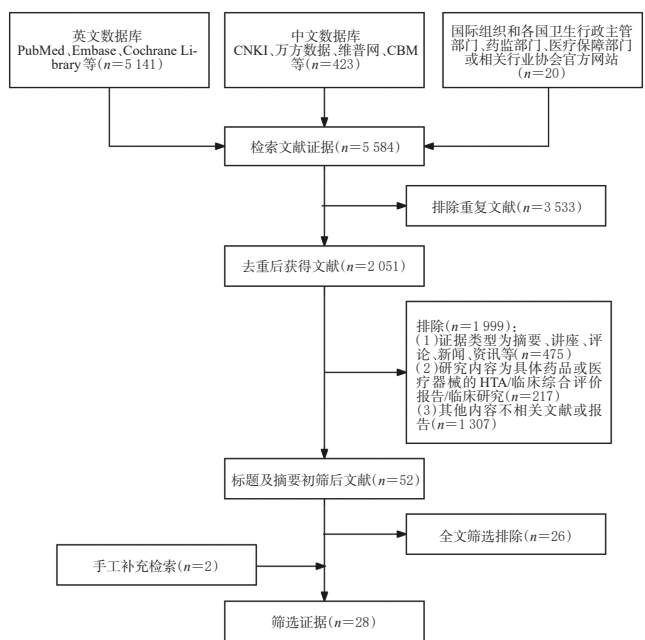 英文数据库
PubMed、Embase、Cochrane Li-
brary等(n=5 141)
中文数据库
CNKI、万方数据、维普网、CBM
等(n=423)
国际组织和各国卫生行政主管
部门、药监部门、医疗保障部门
或相关行业协会官方网站
(n=20)
检索文献证据(n=5 584)
排除重复文献(n=3 533)
去重后获得文献(n=2 051)
排除(n=1 999):
(1)证据类型为摘要、讲座、评
论、新闻、资讯等(n=475)
(2)研究内容为具体药品或医
疗器械的HTA/临床综合评价
报告/临床研究(n=217)
(3)其他内容不相关文献或报
告(n=1 307)
标题及摘要初筛后文献(n=52)
全文筛选排除(n=26)
手工补充检索(n=2)
筛选证据(n=28)